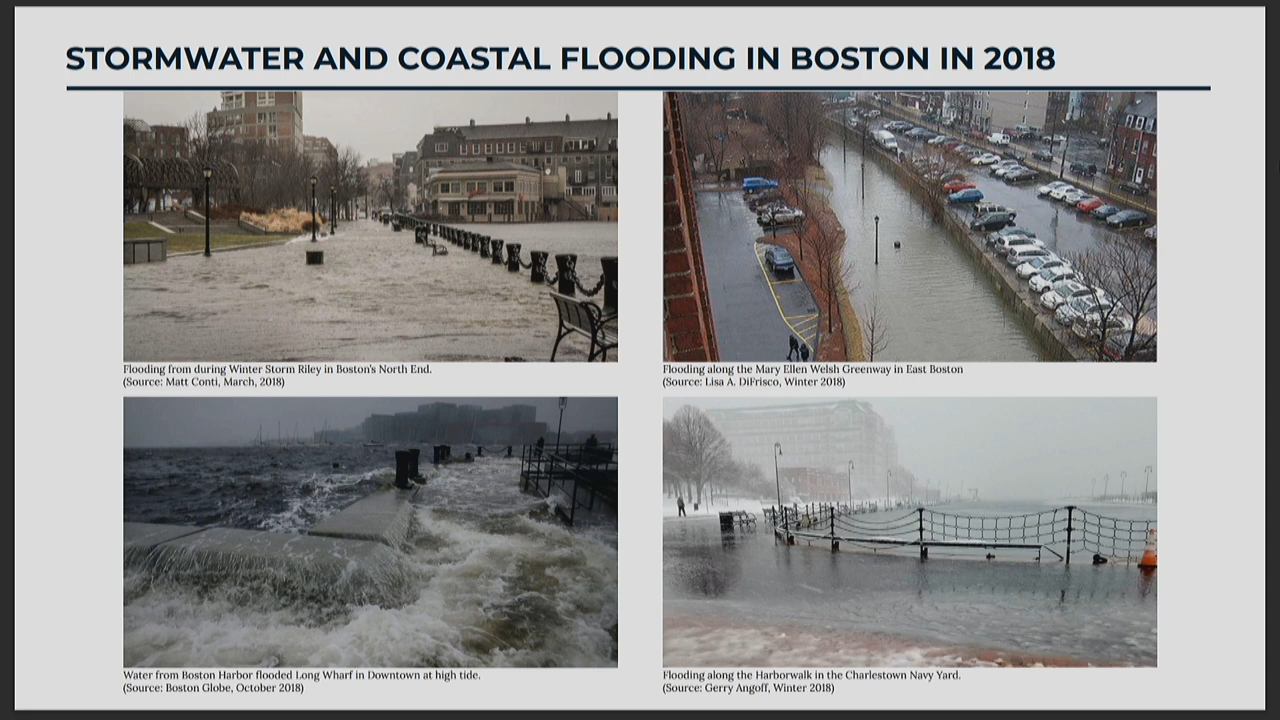 STORMWATER AND COASTAL FLOODING IN BOSTON IN 2018
Flooding from during Winter Storm Riley in Boston's North End.
(Source: Matt Conti, March, 2018)
Flooding along the Mary Ellen Welsh Greenway in East Boston
(Source: Lisa A. DiFrisco, Winter 2018)
Water from Boston Harbor flooded Long Wharf in Downtown at high tide.
(Source: Boston Globe, October 2018)
Flooding along the Harborwalk in the Charlestown Navy Yard.
(Source: Gerry Angoff, Winter 2018)